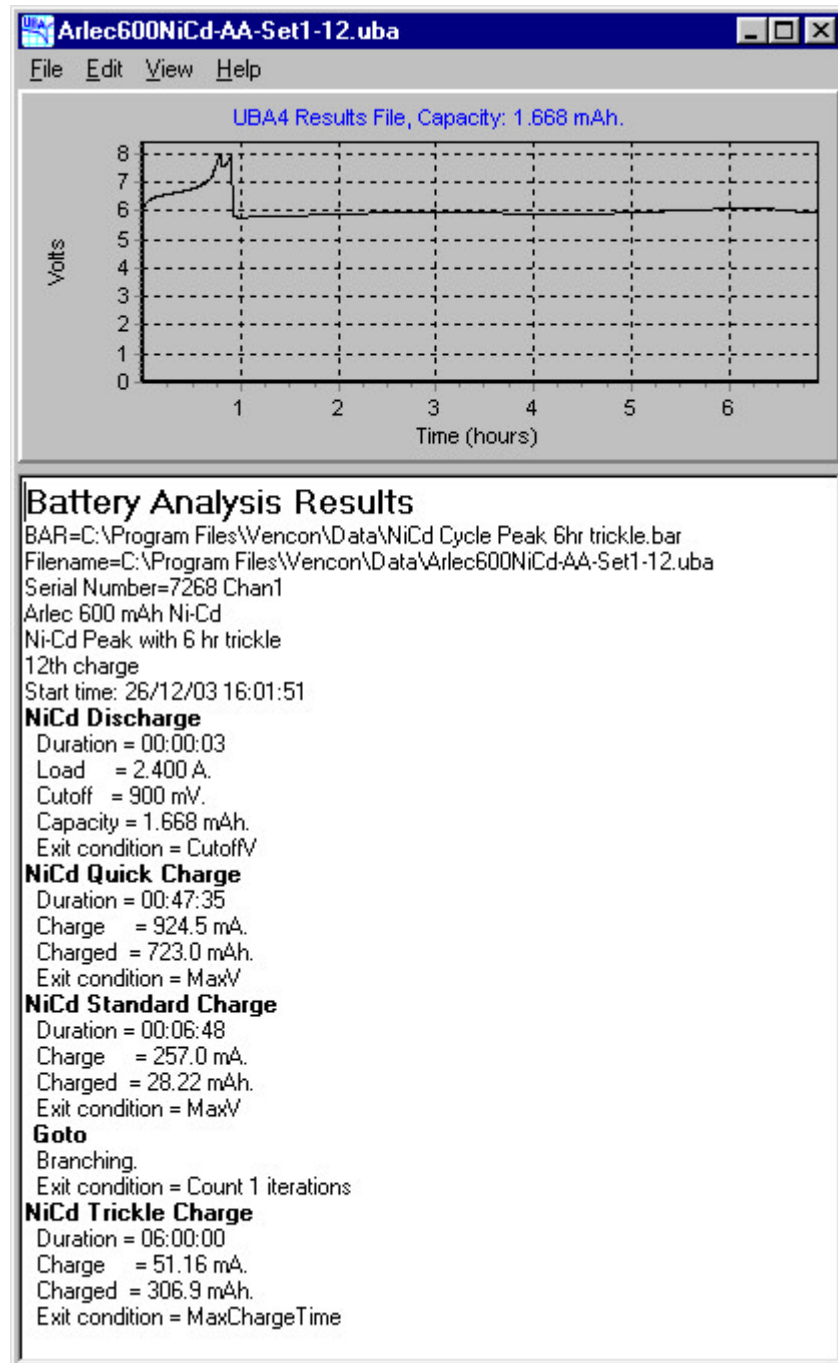 UBA
Arlec600NiCd-AA-Set1-12.uba
File Edit View Help
UBA4 Results File, Capacity: 1.668 mAh.
Volts
8
7
6
5
4
3
2
1
0
1 2 3 4 5 6
Time (hours)
Battery Analysis Results
BAR=C:\Program Files\Vencon\Data\NiCd Cycle Peak 6hr trickle.bar
Filename=C:\Program Files\Vencon\Data\Arlec600NiCd-AA-Set1-12.uba
Serial Number=7268 Chan1
Arlec 600 mAh Ni-Cd
Ni-Cd Peak with 6 hr trickle
12th charge
Start time: 26/12/03 16:01:51
NiCd Discharge
Duration = 00:00:03
Load = 2.400 A.
Cutoff = 900 mV.
Capacity = 1.668 mAh.
Exit condition = CutoffV
NiCd Quick Charge
Duration = 00:47:35
Charge = 924.5 mA.
Charged = 723.0 mAh.
Exit condition = MaxV
NiCd Standard Charge
Duration = 00:06:48
Charge = 257.0 mA.
Charged = 28.22 mAh.
Exit condition = MaxV
Goto
Branching.
Exit condition = Count 1 iterations
NiCd Trickle Charge
Duration = 06:00:00
Charge = 51.16 mA.
Charged = 306.9 mAh.
Exit condition = MaxChargeTime